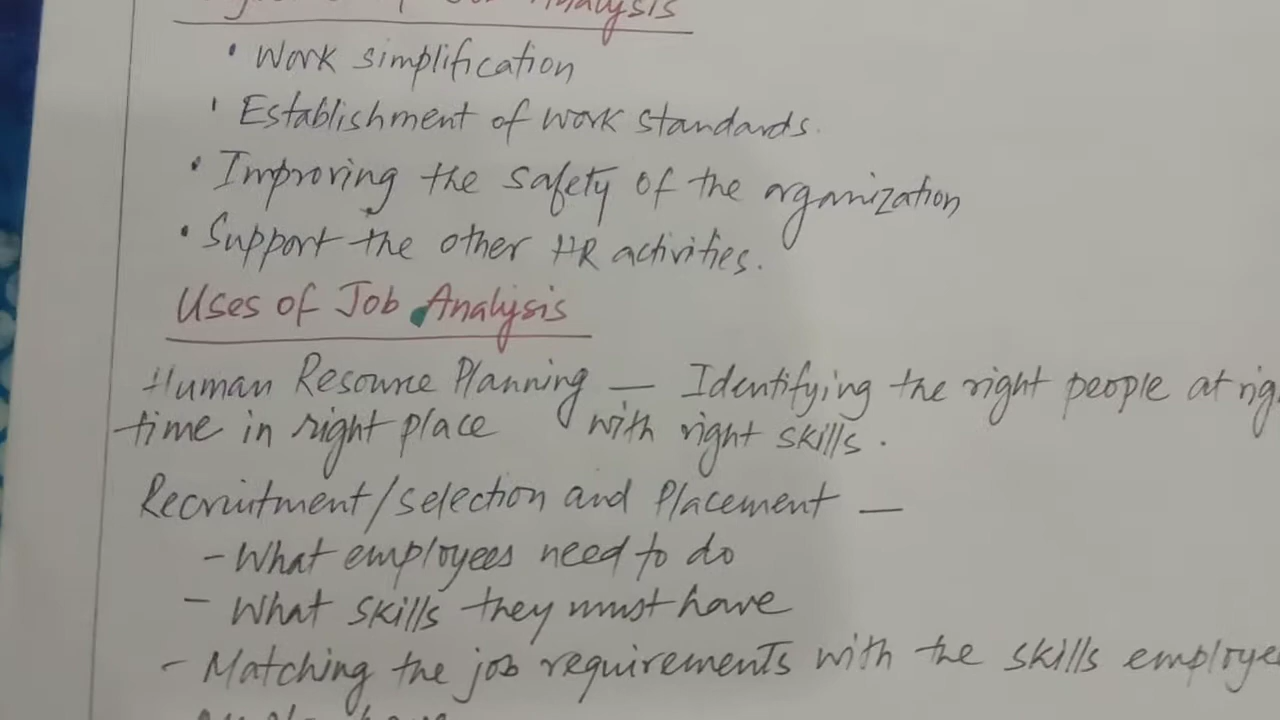 Job Analysis
• Work simplification
' Establishment of work standards.
• Improving the safety of the organization
• Support the other HR activities.
Uses of Job Analysis
Human Resource Planning — Identifying the right people at
time in right place with right skills.
Recruitment/selection and Placement —
- What employees need to do
- What skills they must have
- Matching the job requirements with the skills